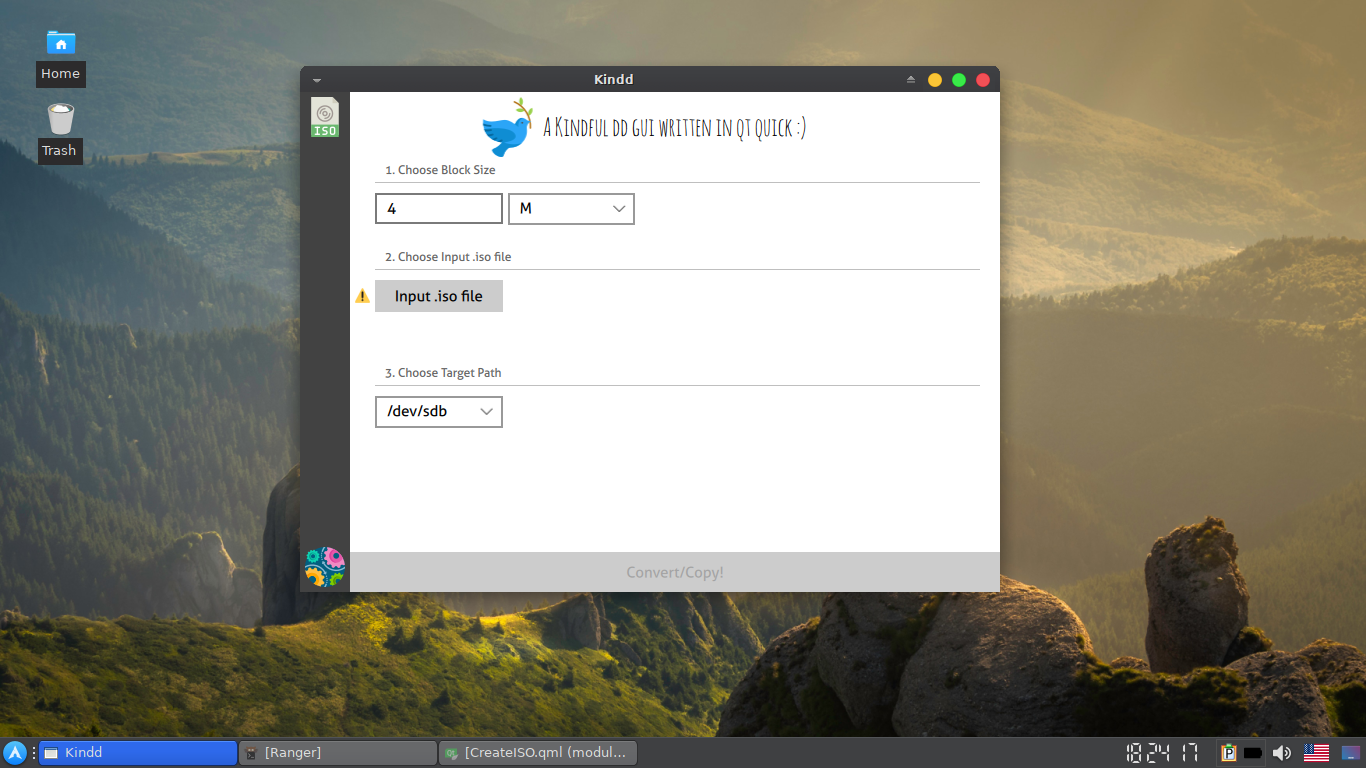 Home
Trash
Kindd
ISO
A Kindful dd gui written in qt quick :)
1. Choose Block Size
4
M
2. Choose Input .iso file
Input .iso file
3. Choose Target Path
/dev/sdb
Convert/Copy!
Kindd
[Ranger]
[CreateISO.qml (modul...
18 24 17
P